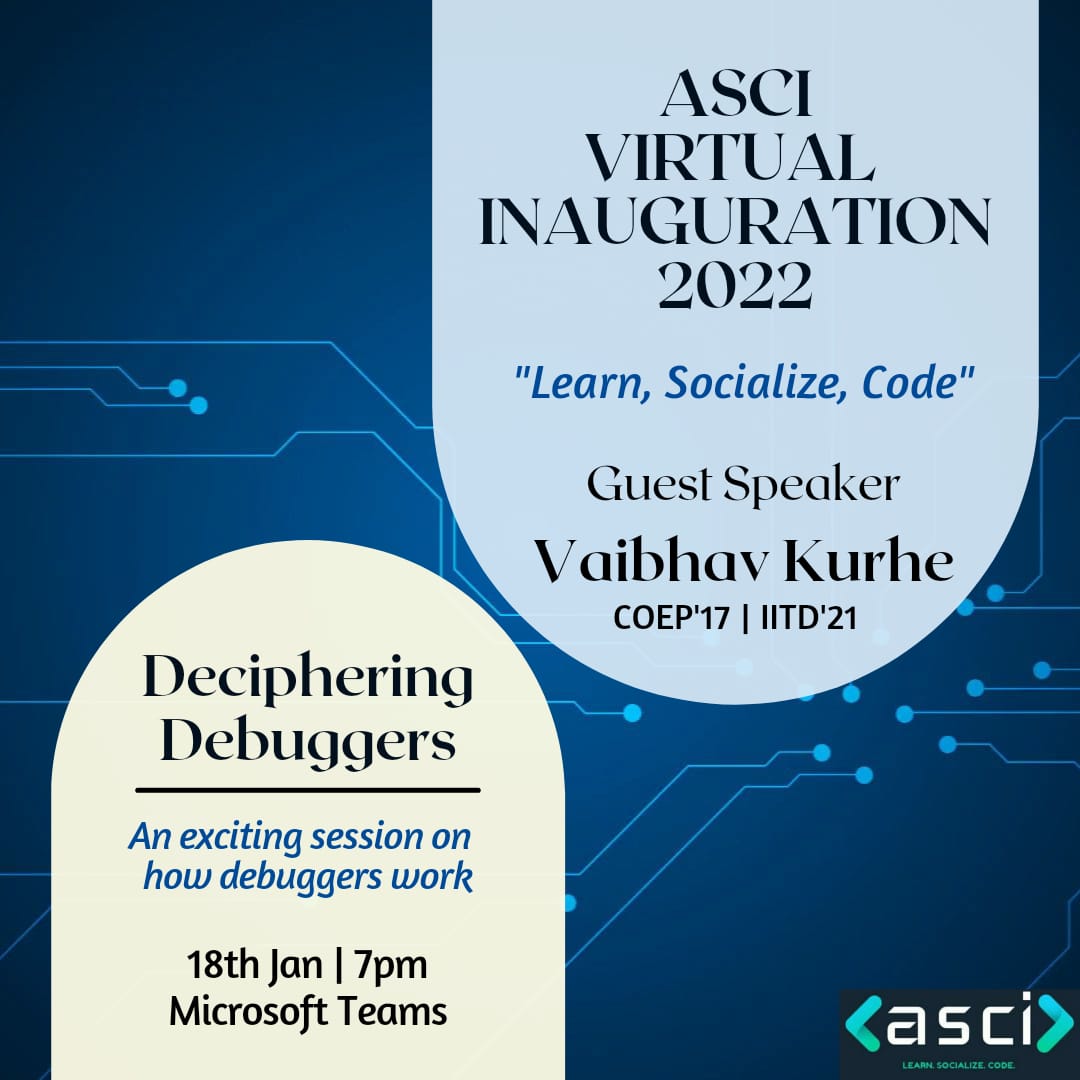 ASCI
VIRTUAL
INAUGURATION
2022
"Learn, Socialize, Code"
Guest Speaker
Vaibhav Kurhe
COEP'17 | IITD'21
Deciphering
Debuggers
An exciting session on
how debuggers work
18th Jan | 7pm
Microsoft Teams
<asci>
LEARN. SOCIALIZE. CODE.